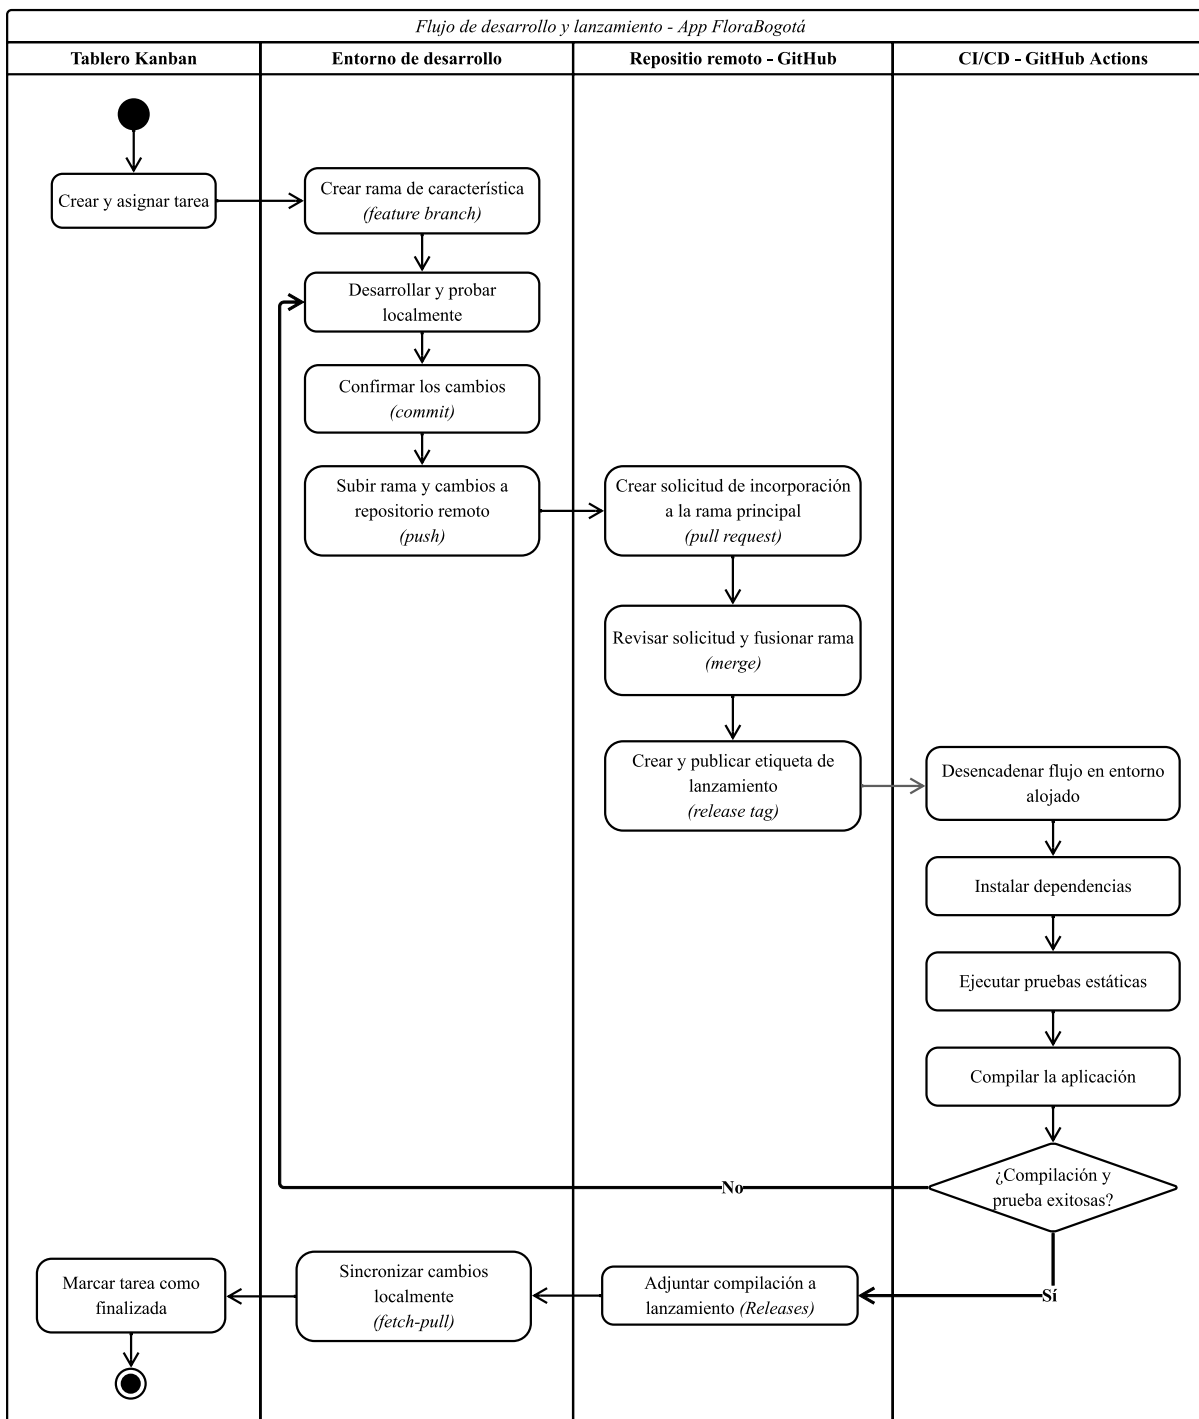 Flujo de desarrollo y lanzamiento - App FloraBogotá
Tablero Kanban
Entorno de desarrollo
Repositio remoto - GitHub
CI/CD - GitHub Actions
Crear y asignar tarea
Crear rama de característica
(feature branch)
Desarrollar y probar
localmente
Confirmar los cambios
(commit)
Subir rama y cambios a
repositorio remoto
(push)
Crear solicitud de incorporación
a la rama principal
(pull request)
Revisar solicitud y fusionar rama
(merge)
Crear y publicar etiqueta de
lanzamiento
(release tag)
Desencadenar flujo en entorno
alojado
Instalar dependencias
Ejecutar pruebas estáticas
Compilar la aplicación
¿Compilación y
prueba exitosas?
No
Sí
Adjuntar compilación a
lanzamiento (Releases)
Sincronizar cambios
localmente
(fetch-pull)
Marcar tarea como
finalizada